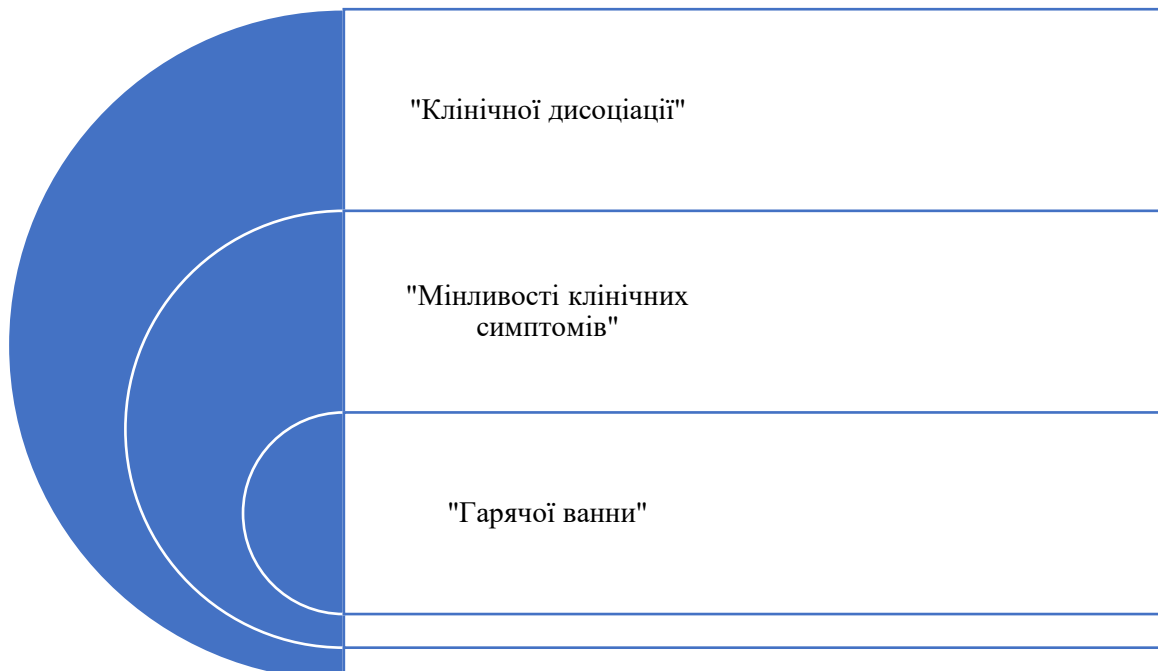 "Клінічної дисоціації"
"Мінливості клінічних
симптомів"
"Гарячої ванни"